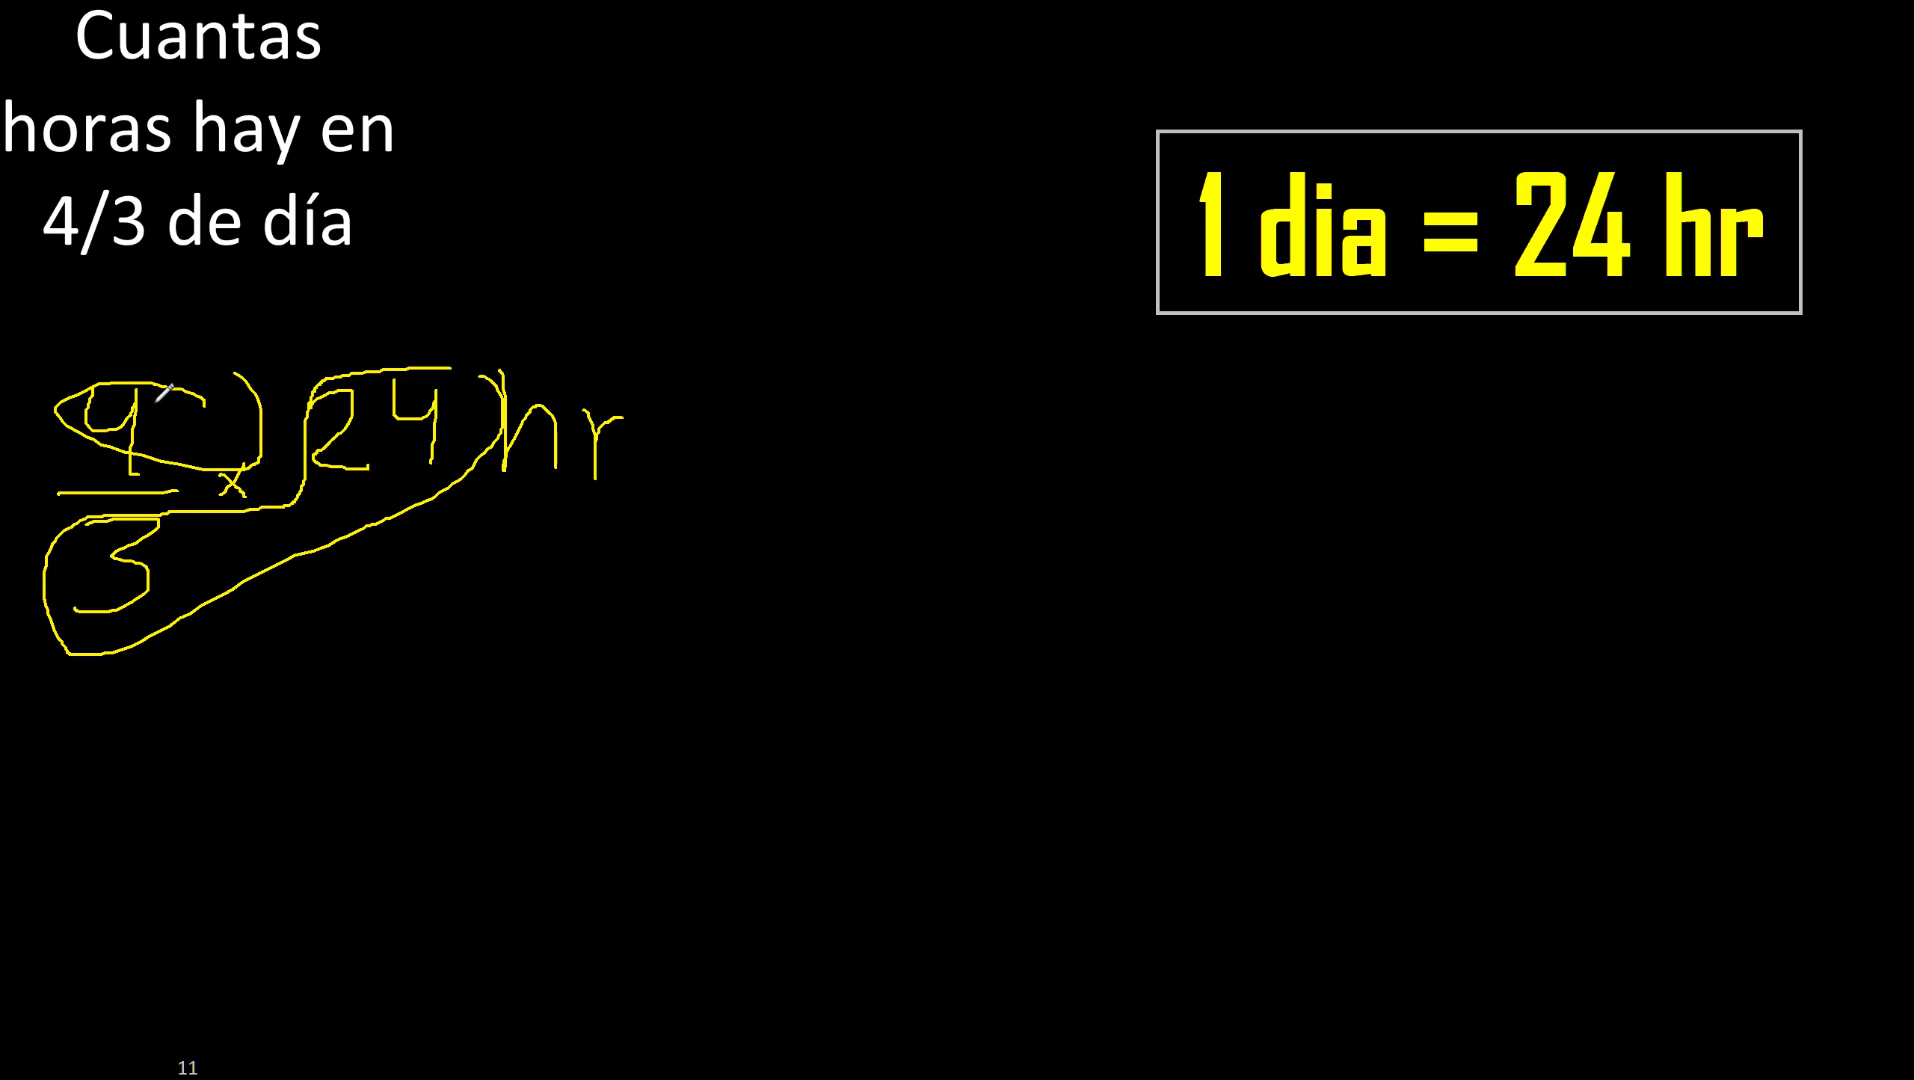 Cuantas
horas hay en
4/3 de día
1 dia = 24 hr
4 x 24 hr
3
11